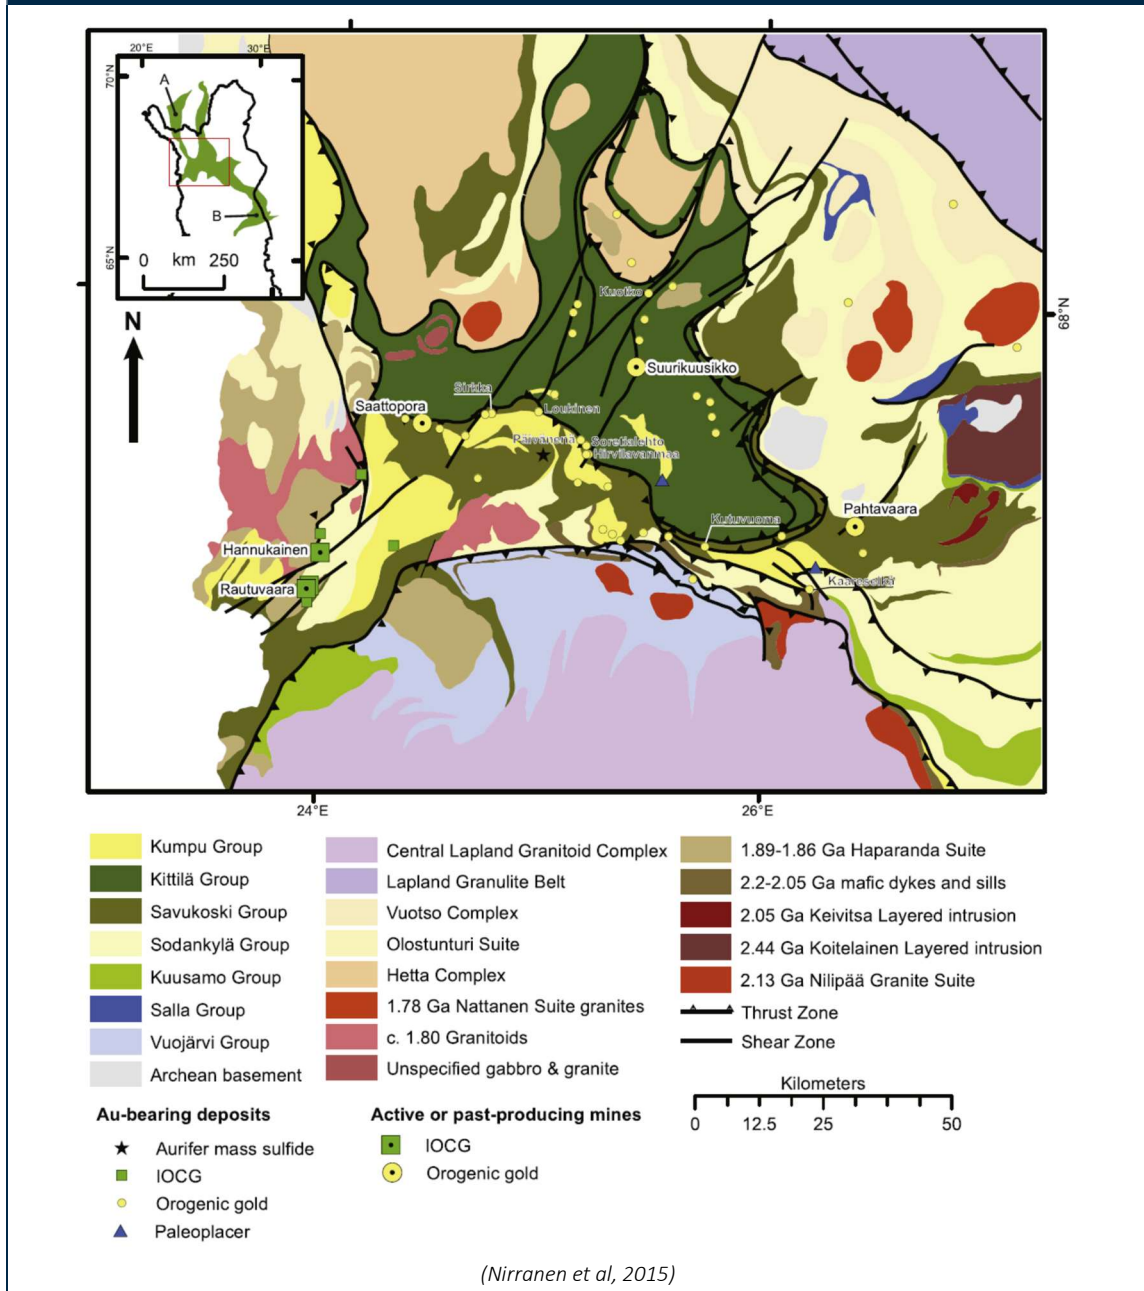 20°E
30°E
70°N
A
B
65°N
0 km 250
N
68°N
Kuotko
Suurikuusikko
Sirkka
Saattopora
Loukinen
Soretialehto
Hirvilavanmaa
Pahtavaara
Kutuvuoma
Hannukainen
Rautuvaara
24°E
26°E
Kumpu Group
Kittilä Group
Savukoski Group
Sodankylä Group
Kuusamo Group
Salla Group
Vuojärvi Group
Archean basement
Central Lapland Granitoid Complex
Lapland Granulite Belt
Vuotso Complex
Olostunturi Suite
Hetta Complex
1.78 Ga Nattanen Suite granites
c. 1.80 Granitoids
Unspecified gabbro & granite
1.89-1.86 Ga Haparanda Suite
2.2-2.05 Ga mafic dykes and sills
2.05 Ga Keivitsa Layered intrusion
2.44 Ga Koitelainen Layered intrusion
2.13 Ga Nilipää Granite Suite
Thrust Zone
Shear Zone
Kilometers
0 12.5 25 50
Au-bearing deposits
Aurifer mass sulfide
IOCG
Orogenic gold
Paleoplacer
Active or past-producing mines
IOCG
Orogenic gold
(Nirranen et al, 2015)